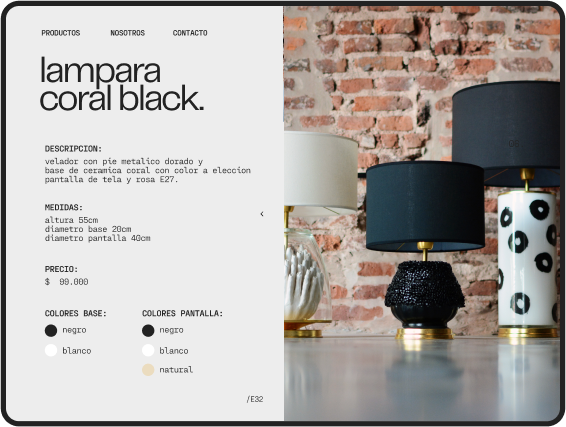 PRODUCTOS NOSOTROS CONTACTO
lampara
coral black.
DESCRIPCION:
velador con pie metalico dorado y
base de ceramica coral con color a eleccion
pantalla de tela y rosa E27.
MEDIDAS:
altura 55cm
diametro base 20cm
diametro pantalla 40cm
PRECIO:
$ 99.000
COLORES BASE: COLORES PANTALLA:
negro negro
blanco blanco
natural
/E32